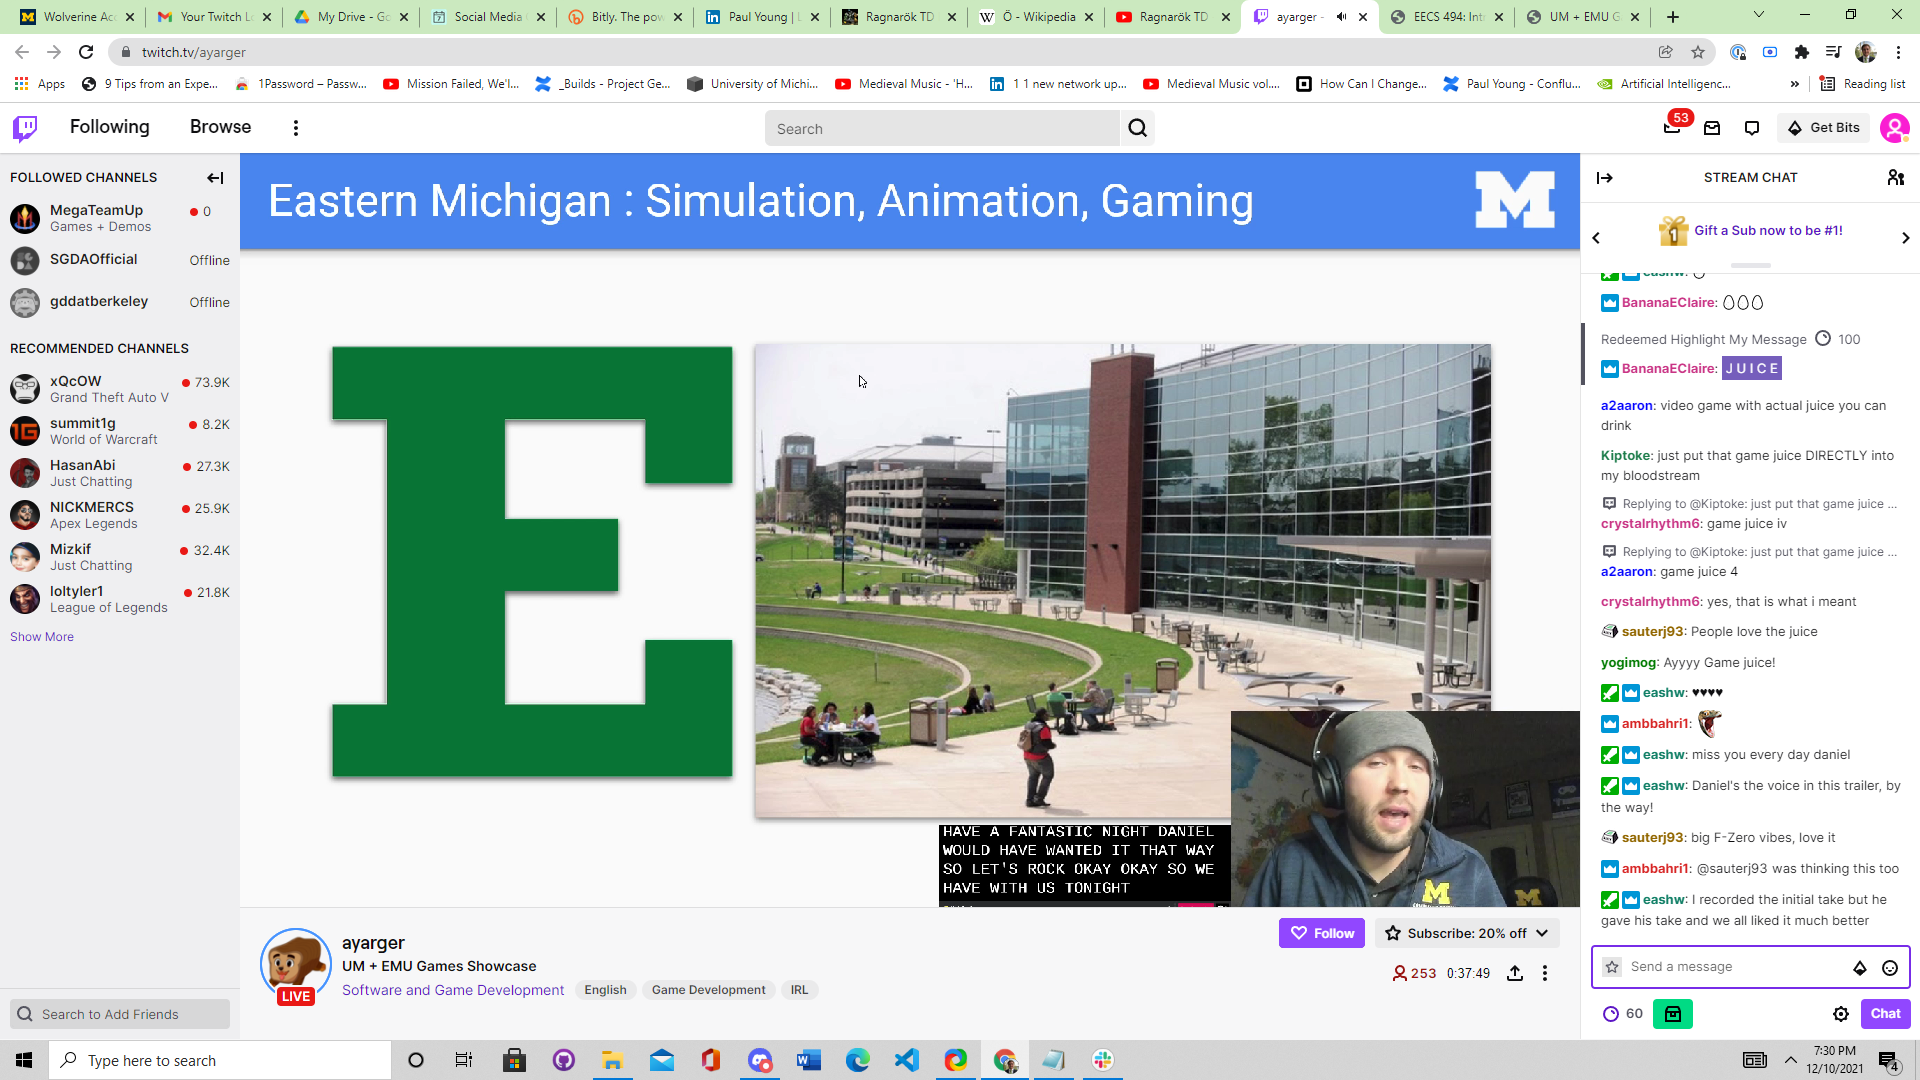 Wolverine Acc
Your Twitch Lo
My Drive - Go
Social Media
Bitly. The pow
Paul Young | L
Ragnarök TD
Ö - Wikipedia
Ragnarök TD
ayarger -
EECS 494: Int
UM + EMU G
twitch.tv/ayarger
Apps
9 Tips from an Expe...
1Password – Passw...
Mission Failed, We'l...
_Builds - Project Ge...
University of Michi...
Medieval Music - 'H...
1 1 new network up...
Medieval Music vol....
How Can I Change...
Paul Young - Conflu...
Artificial Intelligenc...
»
Reading list
Following
Browse
Search
53
Get Bits
FOLLOWED CHANNELS
MegaTeamUp
0
Games + Demos
SGDAOfficial
Offline
gddatberkeley
Offline
RECOMMENDED CHANNELS
xQcOW
73.9K
Grand Theft Auto V
summit1g
8.2K
World of Warcraft
HasanAbi
27.3K
Just Chatting
NICKMERCS
25.9K
Apex Legends
Mizkif
32.4K
Just Chatting
loltyler1
21.8K
League of Legends
Show More
Search to Add Friends
Eastern Michigan : Simulation, Animation, Gaming
M
E
HAVE A FANTASTIC NIGHT DANIEL
WOULD HAVE WANTED IT THAT WAY
SO LET'S ROCK OKAY OKAY SO WE
HAVE WITH US TONIGHT
M
M
LIVE
ayarger
UM + EMU Games Showcase
Software and Game Development
English
Game Development
IRL
Follow
Subscribe: 20% off
253
0:37:49
STREAM CHAT
1
Gift a Sub now to be #1!
eashw:
BananaEClaire:
Redeemed Highlight My Message
100
BananaEClaire: J U I C E
a2aaron: video game with actual juice you can
drink
Kiptoke: just put that game juice DIRECTLY into
my bloodstream
Replying to @Kiptoke: just put that game juice ...
crystalrhythm6: game juice iv
Replying to @Kiptoke: just put that game juice ...
a2aaron: game juice 4
crystalrhythm6: yes, that is what i meant
sauterj93: People love the juice
yogimog: Ayyyy Game juice!
eashw: ♥♥♥♥
ambbahri1:
eashw: miss you every day daniel
eashw: Daniel's the voice in this trailer, by
the way!
sauterj93: big F-Zero vibes, love it
ambbahri1: @sauterj93 was thinking this too
eashw: I recorded the initial take but he
gave his take and we all liked it much better
Send a message
60
Chat
Type here to search
7:30 PM
12/10/2021
4